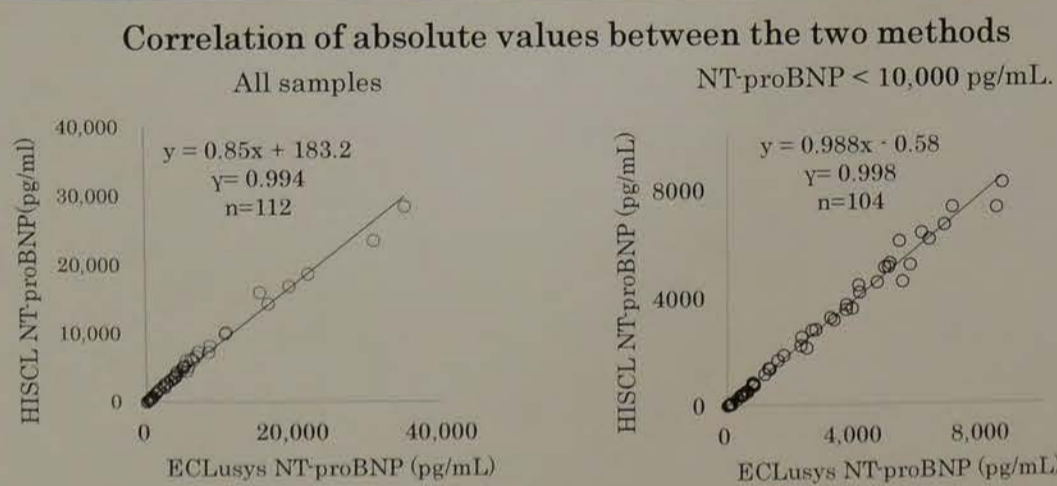 Correlation of absolute values between the two methods
All samples
40,000
30,000
20,000
10,000
0
HISCL NT-proBNP(pg/ml)
y = 0.85x + 183.2
γ= 0.994
n=112
0
20,000
40,000
ECLusys NT-proBNP (pg/mL)
NT-proBNP < 10,000 pg/mL.
8000
4000
0
HISCL NT-proBNP (pg/mL)
y = 0.988x - 0.58
γ= 0.998
n=104
0
4,000
8,000
ECLusys NT-proBNP (pg/mL)